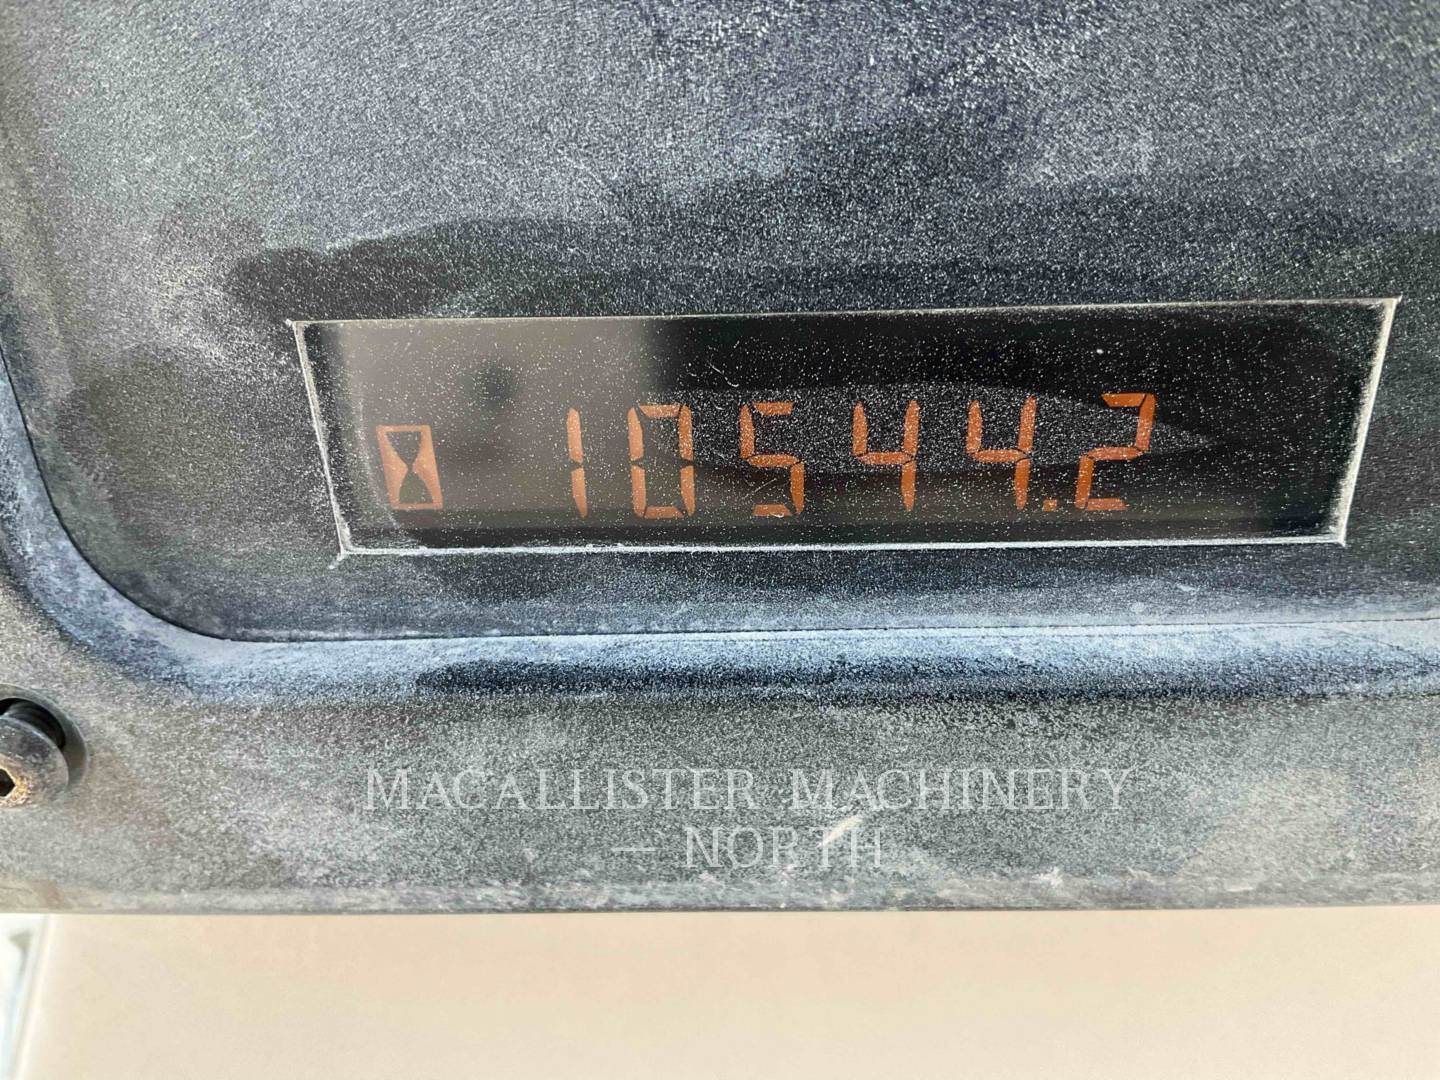 10544.2
MACALLISTER MACHINERY
— NORTH